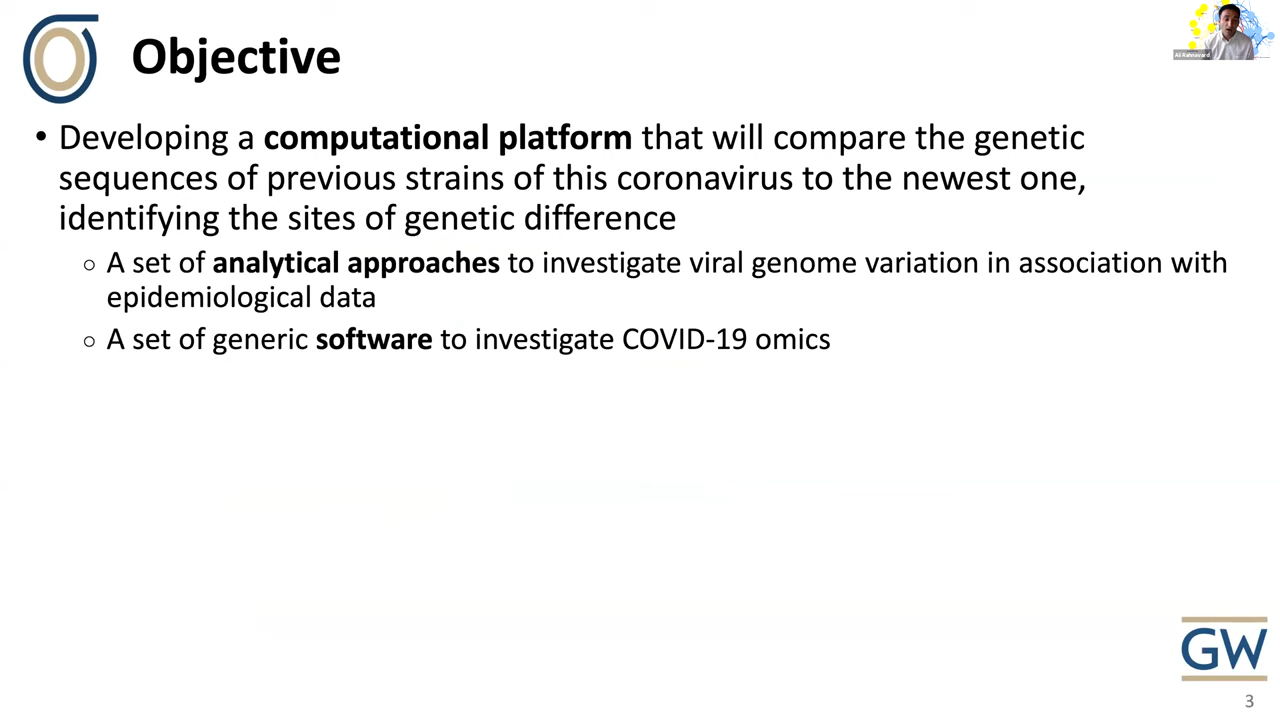 Objective
Ali Rahnavard
• Developing a computational platform that will compare the genetic
sequences of previous strains of this coronavirus to the newest one,
identifying the sites of genetic difference
○ A set of analytical approaches to investigate viral genome variation in association with
epidemiological data
○ A set of generic software to investigate COVID-19 omics
GW
3